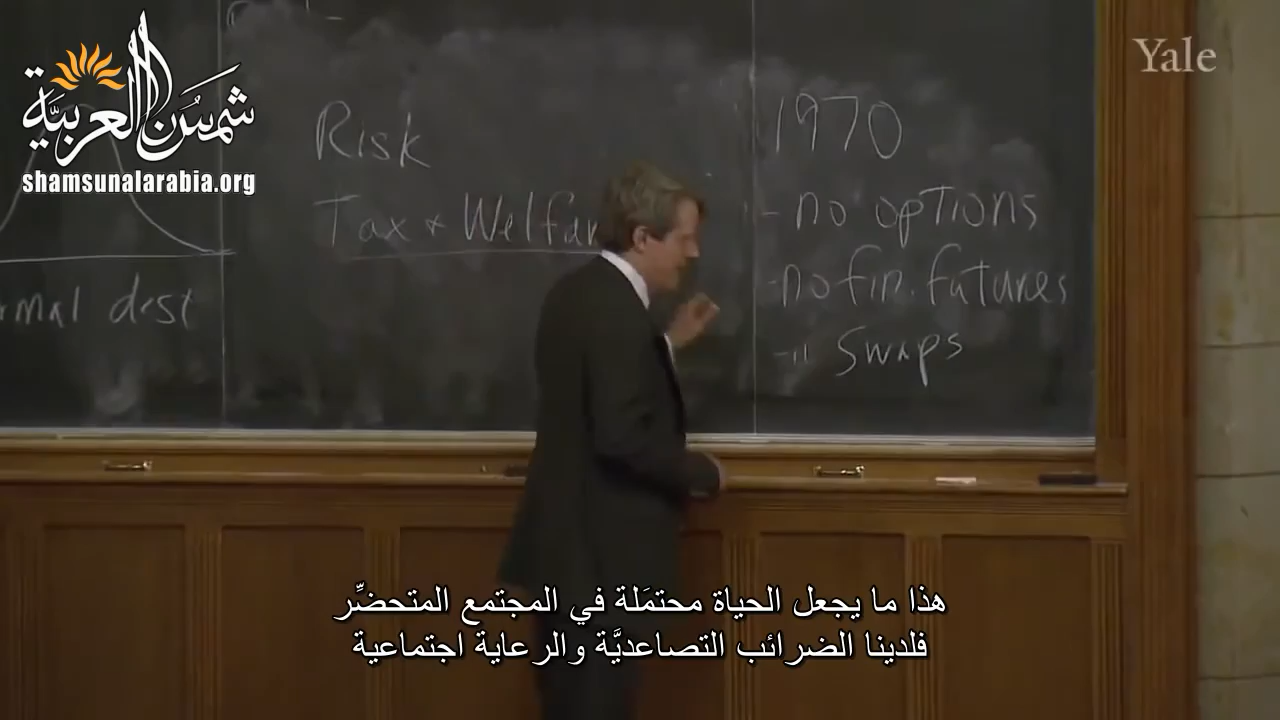 شمس العربية
shamsunalarabia.org
Yale
Risk
Tax & Welfar
rmal dist
1970
- no options
- no fin. futures
- " swaps
هذا ما يجعل الحياة محتمَلة في المجتمع المتحضِّر
فلدينا الضرائب التصاعديَّة والرعاية اجتماعية